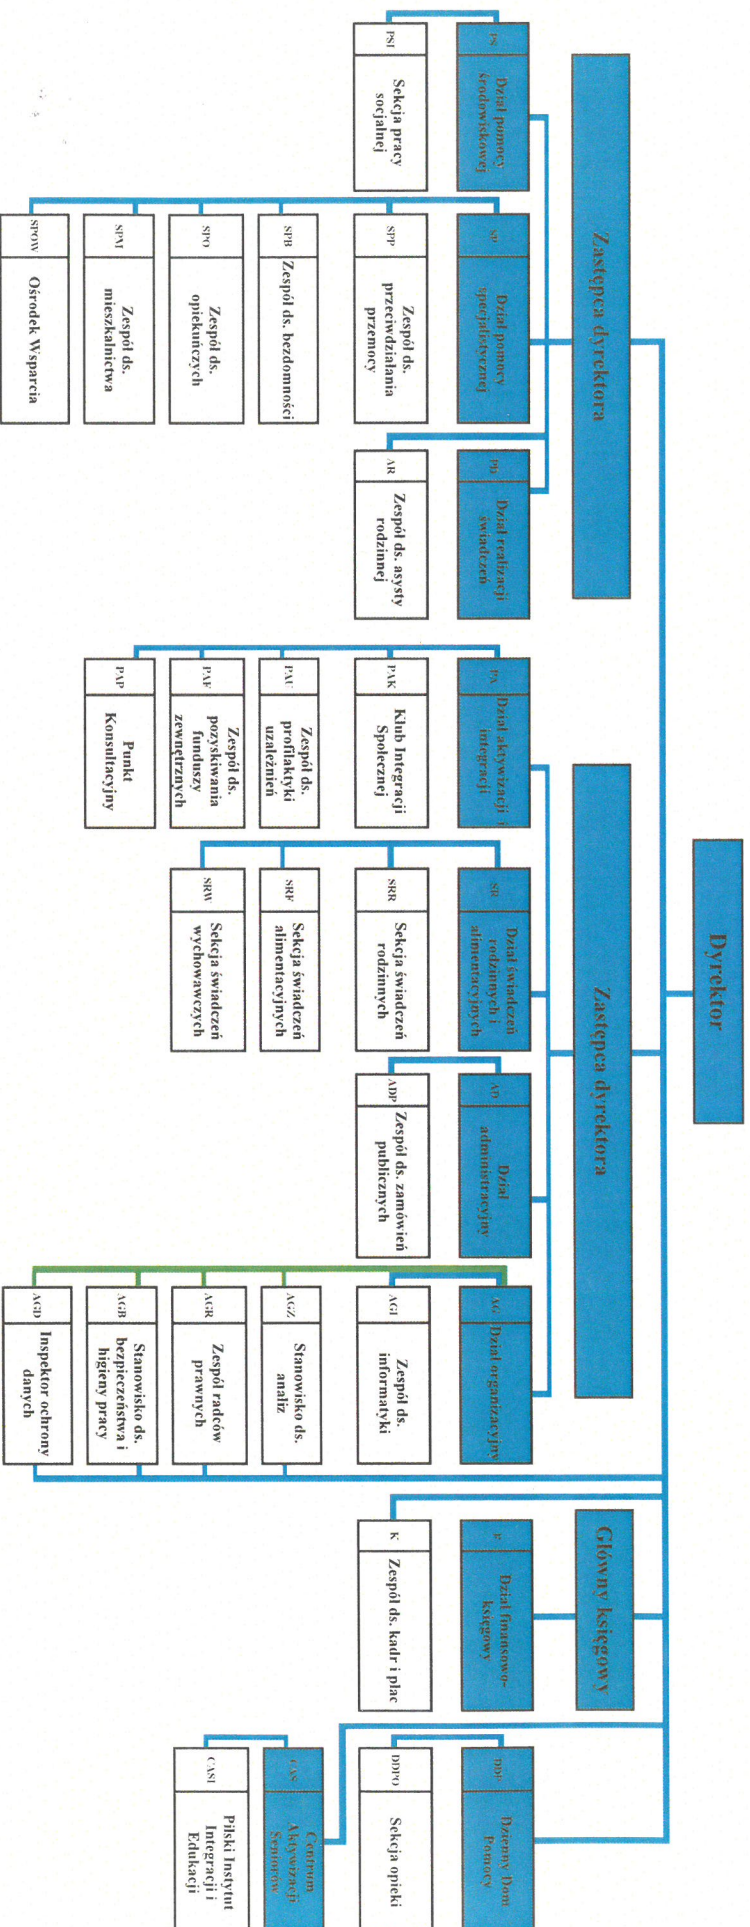 Dyrektor
Zastępca dyrektora
Zastępca dyrektora
Główny księgowy
PS
Dział pomocy
środowiskowej
PSI
Sekcja pracy
socjalnej
SP
Dział pomocy
specjalistycznej
SPP
Zespół ds.
przeciwdziałania
przemocy
SPB
Zespół ds. bezdomności
SPO
Zespół ds.
opiekuńczych
SPM
Zespół ds.
mieszkalnictwa
SPOW
Ośrodek Wsparcia
Dział realizacji
świadczeń
AR
Zespół ds. asysty
rodzinnej
PA
Dział aktywizacji i
integracji
PAK
Klub Integracji
Społecznej
PAU
Zespół ds.
profilaktyki
uzależnień
PAF
Zespół ds.
pozyskiwania
funduszy
zewnętrznych
PAP
Punkt
Konsultacyjny
SR
Dział świadczeń
rodzinnych i
alimentacyjnych
SRR
Sekcja świadczeń
rodzinnych
SRF
Sekcja świadczeń
alimentacyjnych
SRW
Sekcja świadczeń
wychowawczych
AD
Dział
administracyjny
ADP
Zespół ds. zamówień
publicznych
AG
Dział organizacyjny
AGI
Zespół ds.
informatyki
AGZ
Stanowisko ds.
analiz
AGR
Zespół radców
prawnych
AGB
Stanowisko ds.
bezpieczeństwa i
higieny pracy
AGD
Inspektor ochrony
danych
F
Dział finansowo-
księgowy
K
Zespół ds. kadr i płac
DDP
Dzienny Dom
Pomocy
DDPO
Sekcja opieki
CAS
Centrum
Aktywizacji
Seniorów
CASI
Pilski Instytut
Integracji i
Edukacji